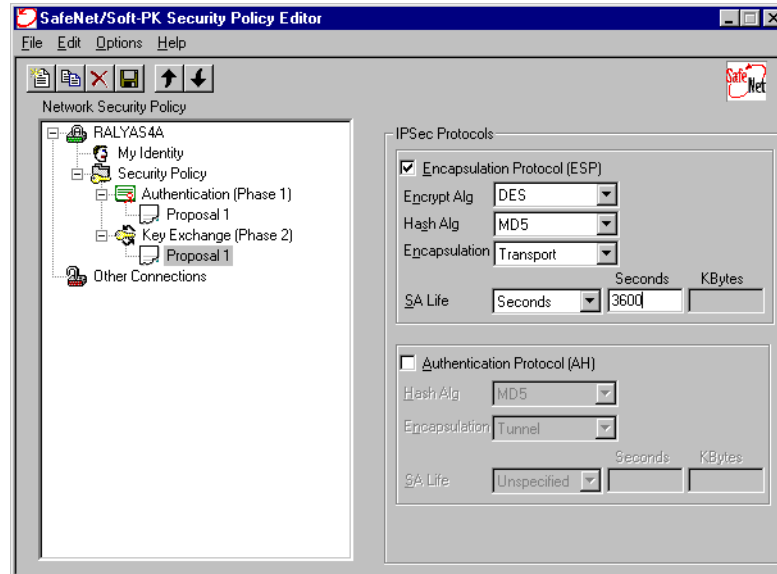 SafeNet/Soft-PK Security Policy Editor
File Edit Options Help
Safe Net
Network Security Policy
RALYAS4A
My Identity
Security Policy
Authentication (Phase 1)
Proposal 1
Key Exchange (Phase 2)
Proposal 1
Other Connections
IPSec Protocols
Encapsulation Protocol (ESP)
Encrypt Alg DES
Hash Alg MD5
Encapsulation Transport
Seconds KBytes
SA Life Seconds 3600
Authentication Protocol (AH)
Hash Alg MD5
Encapsulation Tunnel
Seconds KBytes
SA Life Unspecified